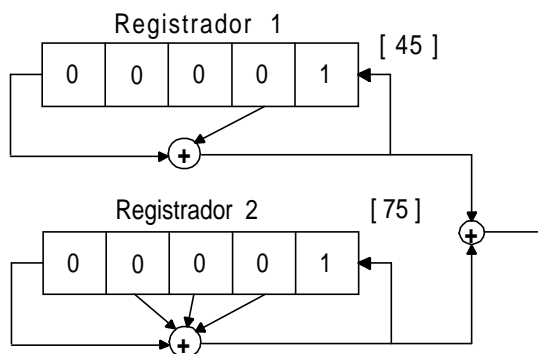 Registrador 1
[ 45 ]
0 0 0 0 1
+
Registrador 2
[ 75 ]
+
0 0 0 0 1
+